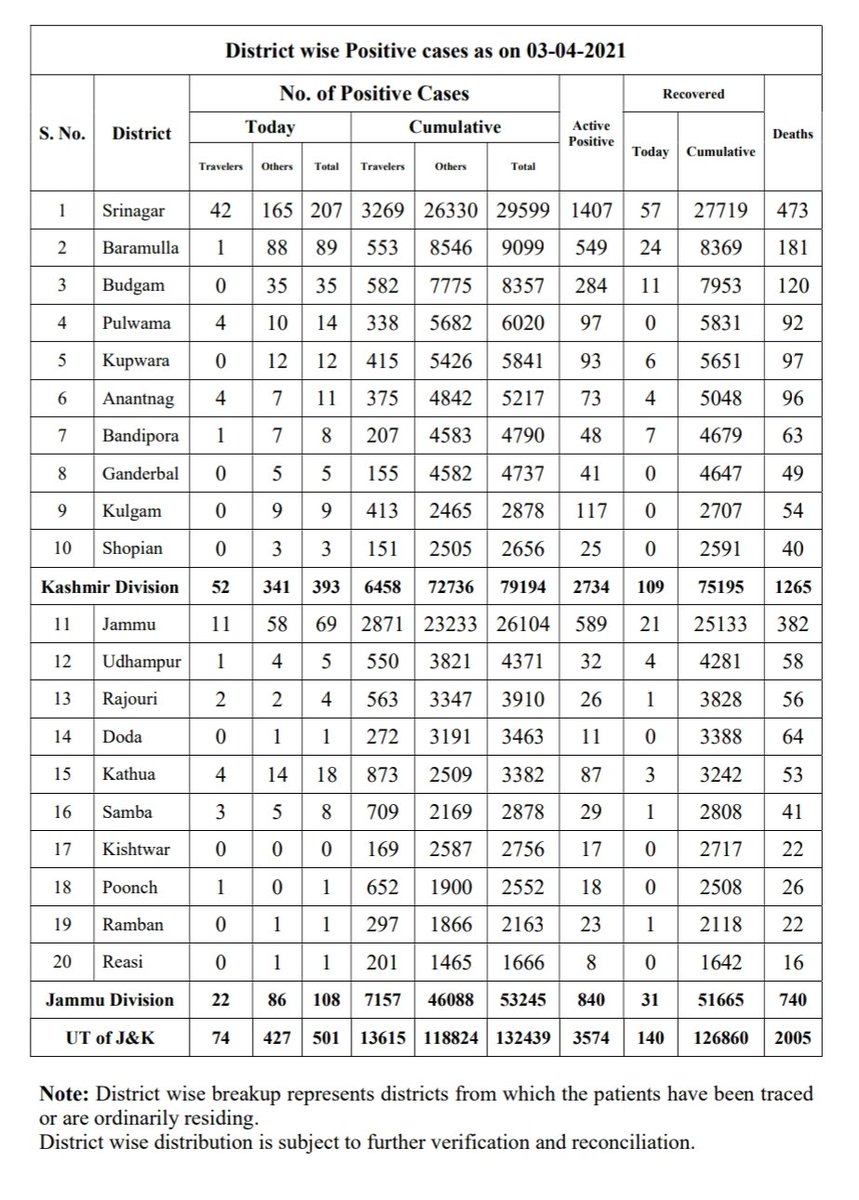 District wise Positive cases as on 03-04-2021
S. No. District No. of Positive Cases Active Positive Recovered Deaths
Today Cumulative Today Cumulative
Travelers Others Total Travelers Others Total
1 Srinagar 42 165 207 3269 26330 29599 1407 57 27719 473
2 Baramulla 1 88 89 553 8546 9099 549 24 8369 181
3 Budgam 0 35 35 582 7775 8357 284 11 7953 120
4 Pulwama 4 10 14 338 5682 6020 97 0 5831 92
5 Kupwara 0 12 12 415 5426 5841 93 6 5651 97
6 Anantnag 4 7 11 375 4842 5217 73 4 5048 96
7 Bandipora 1 7 8 207 4583 4790 48 7 4679 63
8 Ganderbal 0 5 5 155 4582 4737 41 0 4647 49
9 Kulgam 0 9 9 413 2465 2878 117 0 2707 54
10 Shopian 0 3 3 151 2505 2656 25 0 2591 40
Kashmir Division 52 341 393 6458 72736 79194 2734 109 75195 1265
11 Jammu 11 58 69 2871 23233 26104 589 21 25133 382
12 Udhampur 1 4 5 550 3821 4371 32 4 4281 58
13 Rajouri 2 2 4 563 3347 3910 26 1 3828 56
14 Doda 0 1 1 272 3191 3463 11 0 3388 64
15 Kathua 4 14 18 873 2509 3382 87 3 3242 53
16 Samba 3 5 8 709 2169 2878 29 1 2808 41
17 Kishtwar 0 0 0 169 2587 2756 17 0 2717 22
18 Poonch 1 0 1 652 1900 2552 18 0 2508 26
19 Ramban 0 1 1 297 1866 2163 23 1 2118 22
20 Reasi 0 1 1 201 1465 1666 8 0 1642 16
Jammu Division 22 86 108 7157 46088 53245 840 31 51665 740
UT of J&K 74 427 501 13615 118824 132439 3574 140 126860 2005
Note: District wise breakup represents districts from which the patients have been traced
or are ordinarily residing.
District wise distribution is subject to further verification and reconciliation.